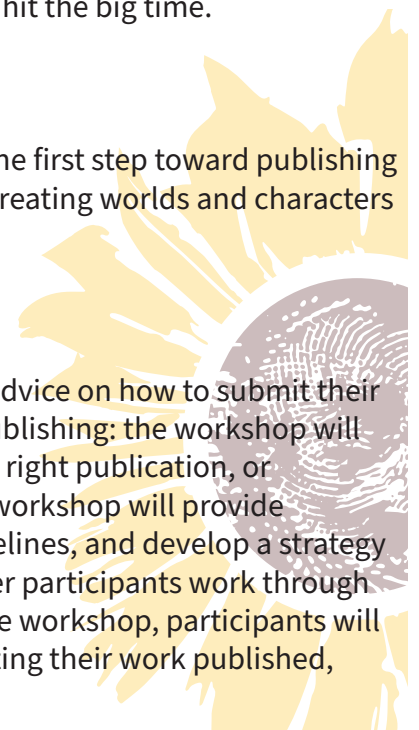 hit the big time.
ne first step toward publishing
reating worlds and characters
dvice on how to submit their
ublishing: the workshop will
right publication, or
workshop will provide
elines, and develop a strategy
er participants work through
e workshop, participants will
ting their work published,